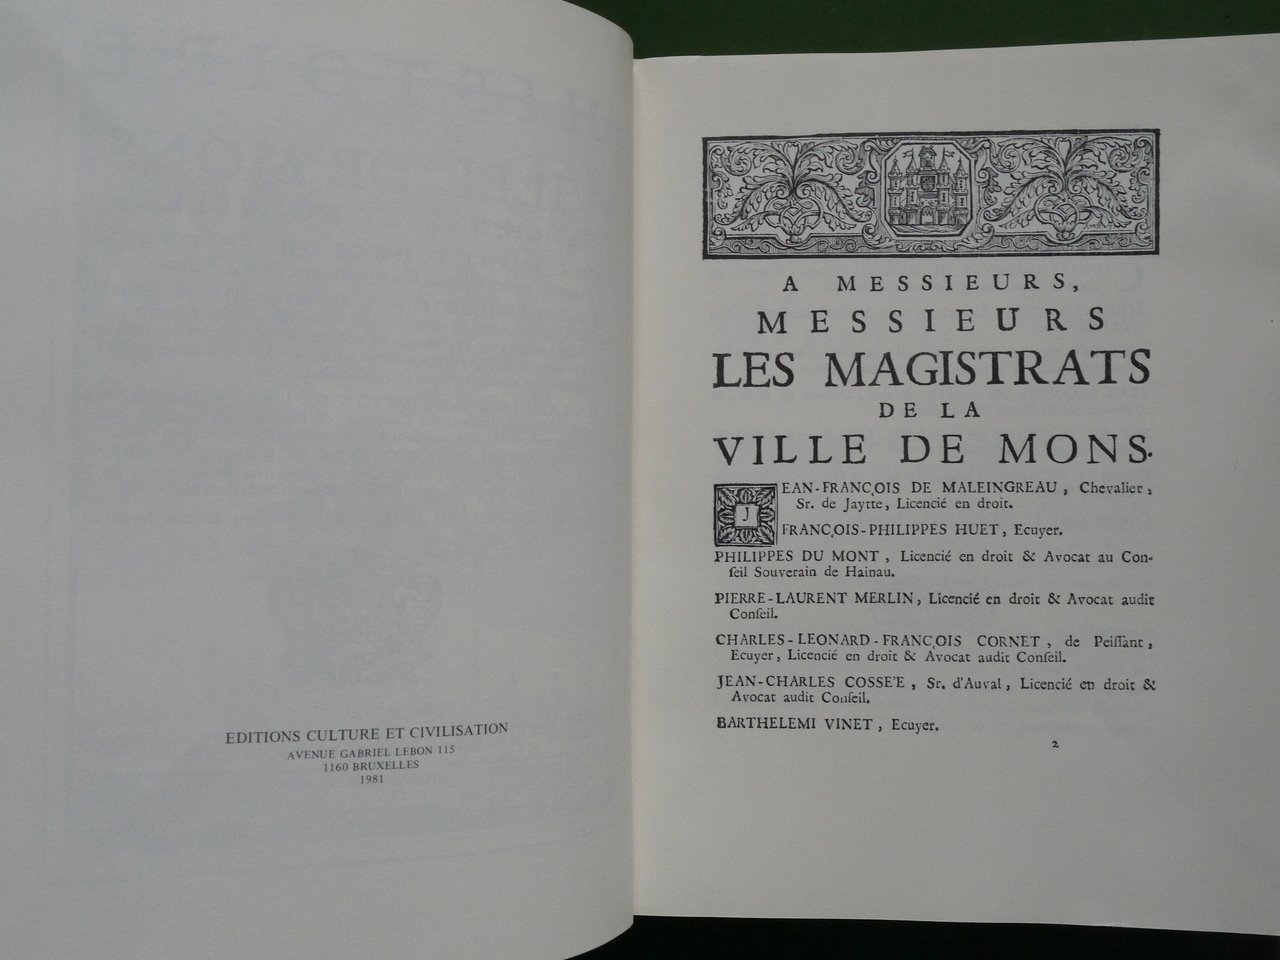 EDITIONS CULTURE ET CIVILISATION
AVENUE GABRIEL LEBON 115
1160 BRUXELLES
1981
A MESSIEURS,
MESSIEURS
LES MAGISTRATS
DE LA
VILLE DE MONS.
JEAN-FRANÇOIS DE MALEINGREAU, Chevalier,
Sr. de Jaytte, Licencié en droit.
FRANÇOIS-PHILIPPES HUET, Ecuyer.
PHILIPPES DU MONT, Licencié en droit & Avocat au Con-
ſeil Souverain de Hainau.
PIERRE-LAURENT MERLIN, Licencié en droit & Avocat audit
Conſeil.
CHARLES-LEONARD-FRANÇOIS CORNET, de Peiſſant,
Ecuyer, Licencié en droit & Avocat audit Conſeil.
JEAN-CHARLES COSSE'E, Sr. d'Auval, Licencié en droit &
Avocat audit Conſeil.
BARTHELEMI VINET, Ecuyer.
2